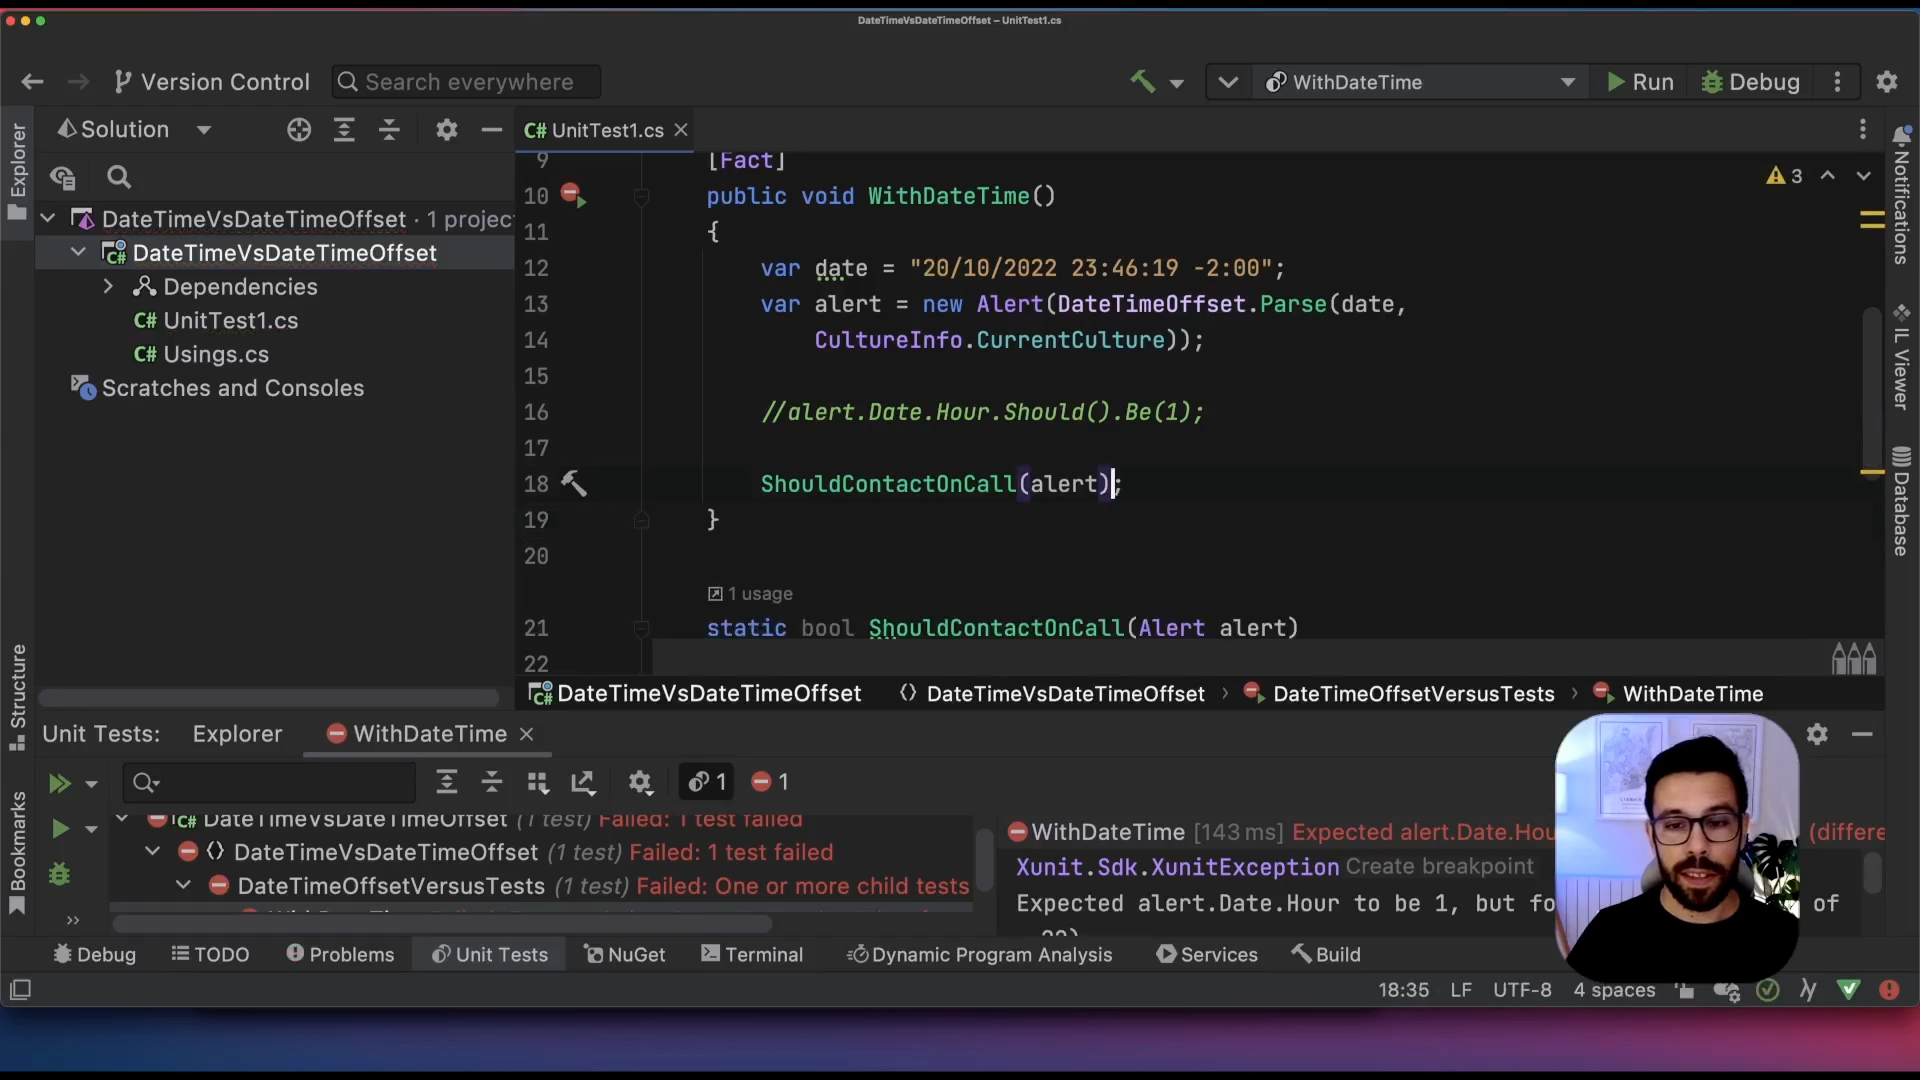 DateTimeVsDateTimeOffset – UnitTest1.cs
Version Control
Search everywhere
WithDateTime
Run
Debug
Solution
C# UnitTest1.cs
Explorer
Notifications
IL Viewer
Database
Structure
Bookmarks
DateTimeVsDateTimeOffset · 1 projec
DateTimeVsDateTimeOffset
Dependencies
C# UnitTest1.cs
C# Usings.cs
Scratches and Consoles
3
9 [Fact]
10 public void WithDateTime()
11 {
12 var date = "20/10/2022 23:46:19 -2:00";
13 var alert = new Alert(DateTimeOffset.Parse(date,
14 CultureInfo.CurrentCulture));
15
16 //alert.Date.Hour.Should().Be(1);
17
18 ShouldContactOnCall(alert);
19 }
20
1 usage
21 static bool ShouldContactOnCall(Alert alert)
22
DateTimeVsDateTimeOffset DateTimeVsDateTimeOffset › DateTimeOffsetVersusTests › WithDateTime
Unit Tests: Explorer WithDateTime
1 1
DateTimeVsDateTimeOffset (1 test) Failed: 1 test failed
DateTimeVsDateTimeOffset (1 test) Failed: 1 test failed
DateTimeOffsetVersusTests (1 test) Failed: One or more child tests
WithDateTime [143 ms] Expected alert.Date.Hou (differe
Xunit.Sdk.XunitException Create breakpoint
Expected alert.Date.Hour to be 1, but fo of
Debug TODO Problems Unit Tests NuGet Terminal Dynamic Program Analysis Services Build
18:35 LF UTF-8 4 spaces